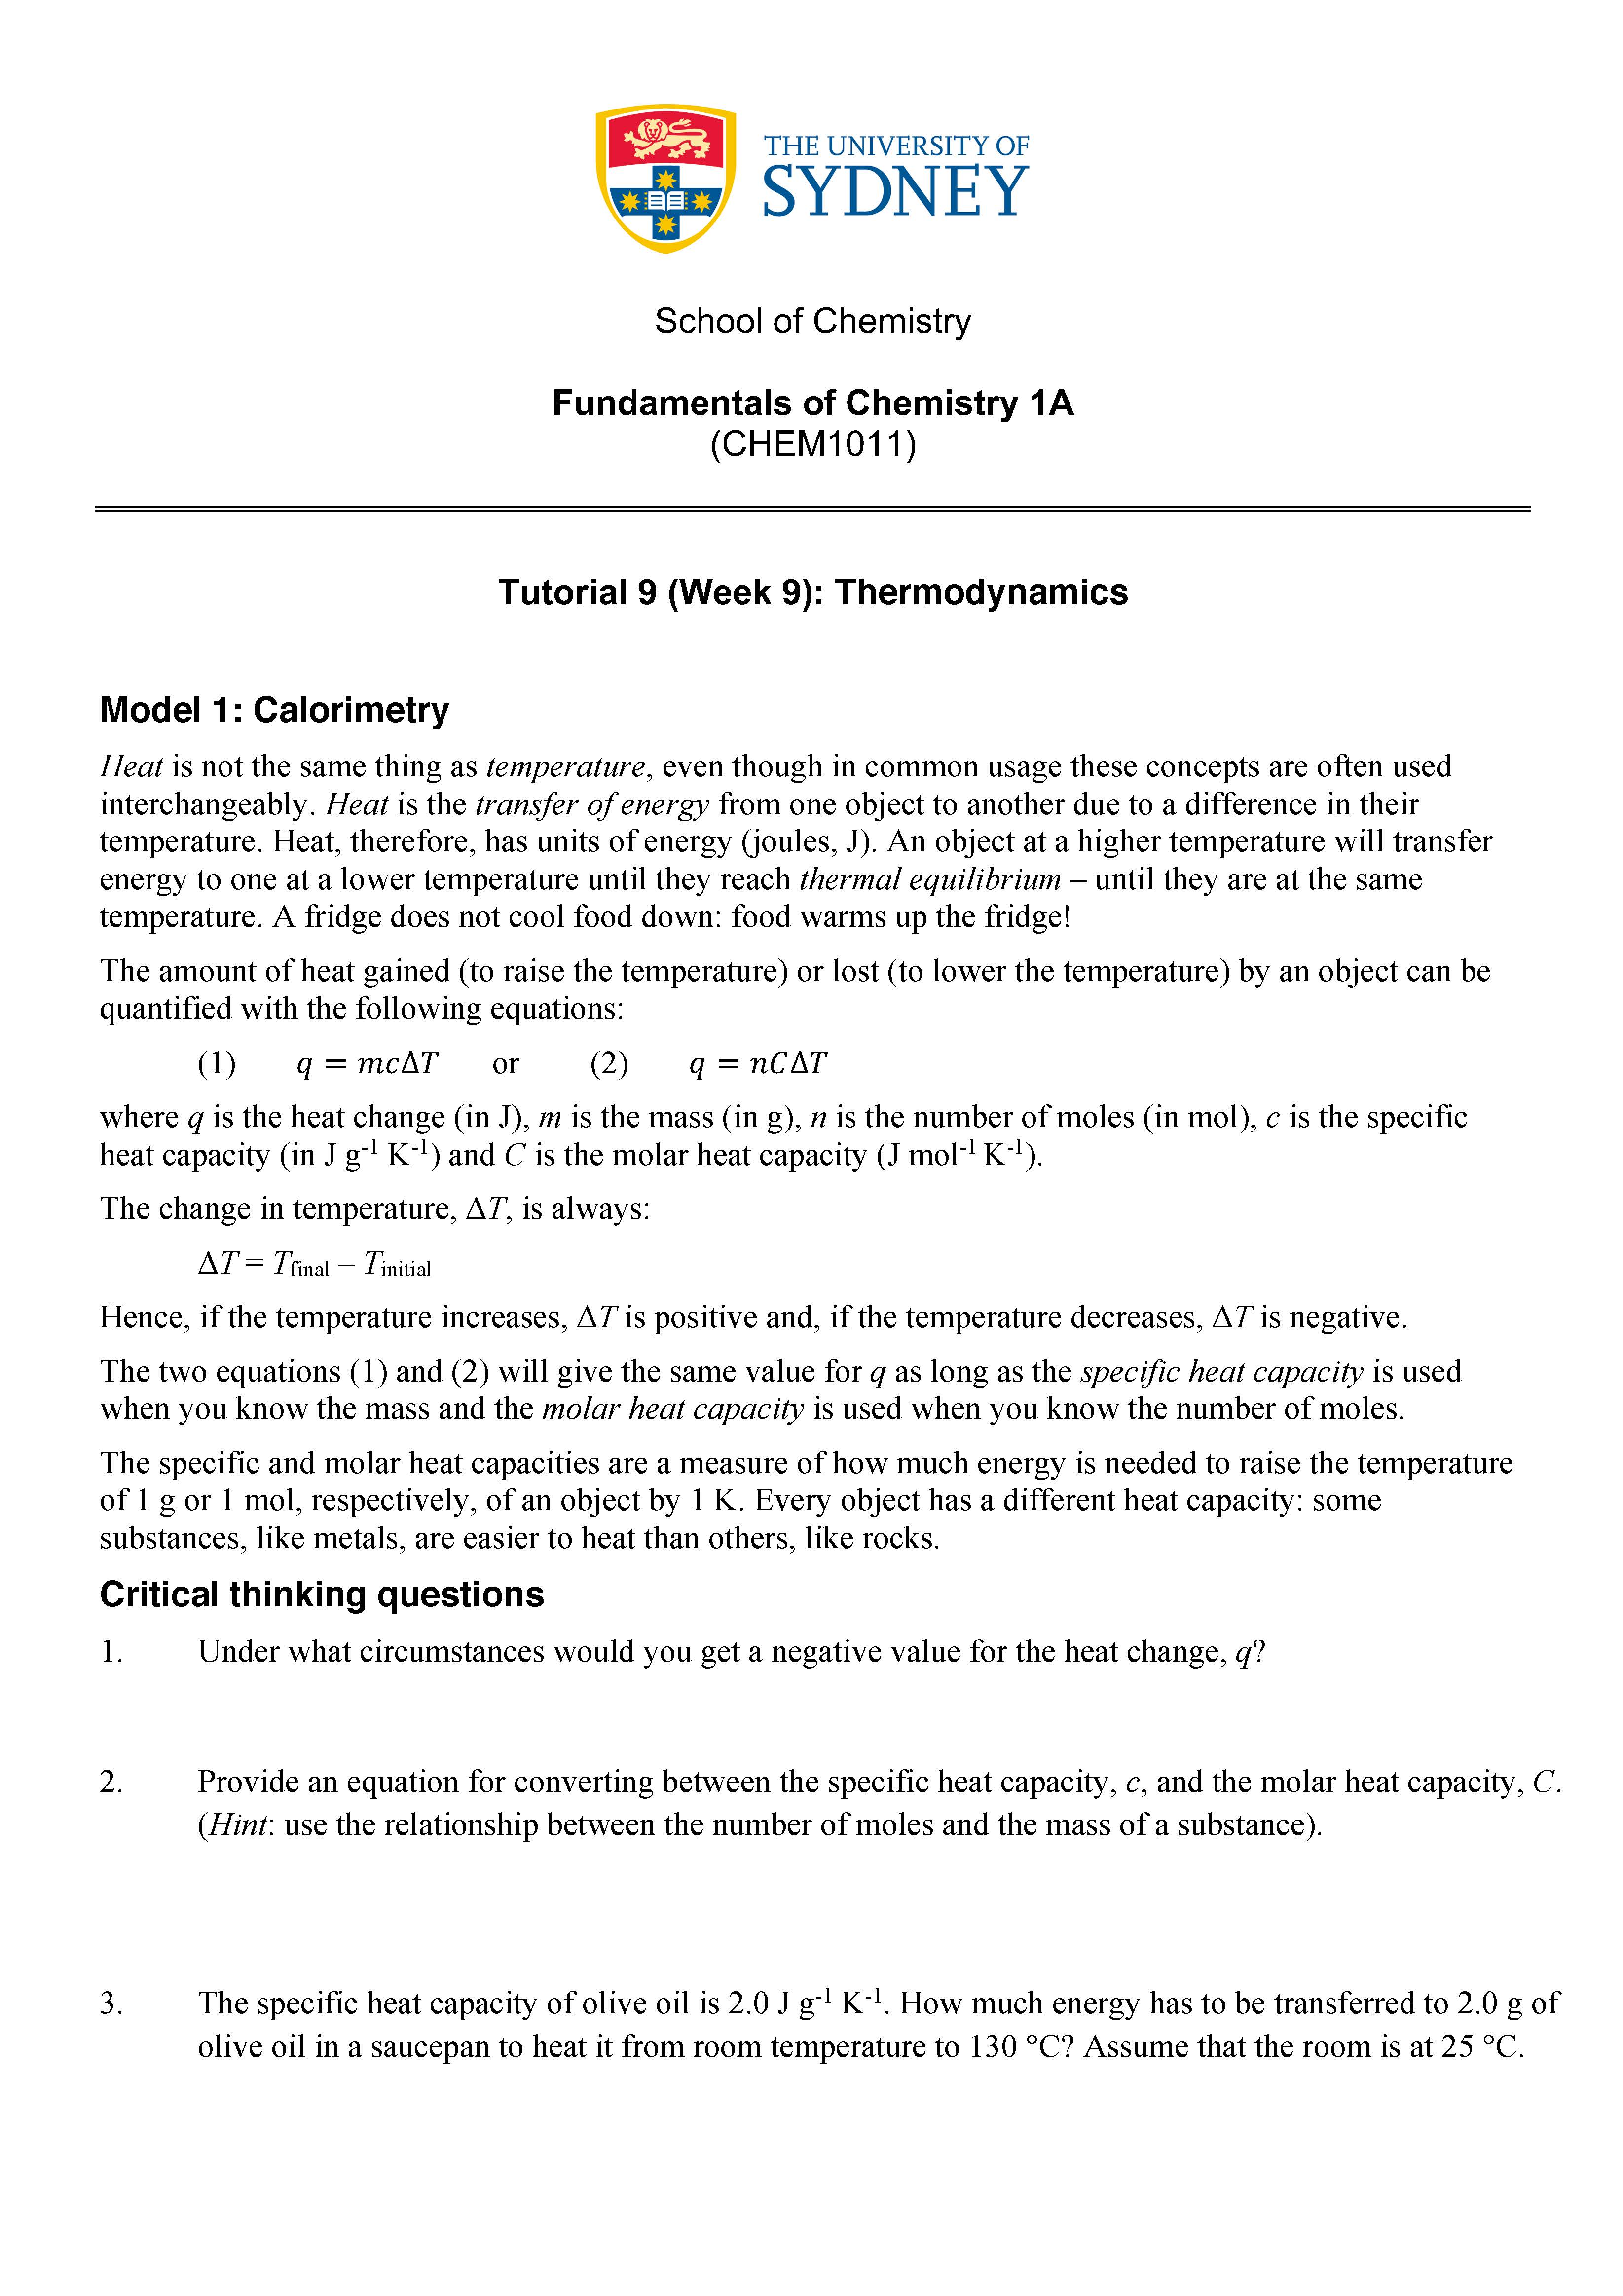 THE UNIVERSITY OF
SYDNEY
School of Chemistry
Fundamentals of Chemistry 1A
(CHEM1011)
Tutorial 9 (Week 9): Thermodynamics
Model 1: Calorimetry
Heat is not the same thing as temperature, even though in common usage these concepts are often used
interchangeably. Heat is the transfer of energy from one object to another due to a difference in their
temperature. Heat, therefore, has units of energy (joules, J). An object at a higher temperature will transfer
energy to one at a lower temperature until they reach thermal equilibrium – until they are at the same
temperature. A fridge does not cool food down: food warms up the fridge!
The amount of heat gained (to raise the temperature) or lost (to lower the temperature) by an object can be
quantified with the following equations:
(1) q = mcΔT or (2) q = nCΔT
where q is the heat change (in J), m is the mass (in g), n is the number of moles (in mol), c is the specific
heat capacity (in J g⁻¹ K⁻¹) and C is the molar heat capacity (J mol⁻¹ K⁻¹).
The change in temperature, ΔT, is always:
ΔT = Tfinal – Tinitial
Hence, if the temperature increases, ΔT is positive and, if the temperature decreases, ΔT is negative.
The two equations (1) and (2) will give the same value for q as long as the specific heat capacity is used
when you know the mass and the molar heat capacity is used when you know the number of moles.
The specific and molar heat capacities are a measure of how much energy is needed to raise the temperature
of 1 g or 1 mol, respectively, of an object by 1 K. Every object has a different heat capacity: some
substances, like metals, are easier to heat than others, like rocks.
Critical thinking questions
1. Under what circumstances would you get a negative value for the heat change, q?
2. Provide an equation for converting between the specific heat capacity, c, and the molar heat capacity, C.
(Hint: use the relationship between the number of moles and the mass of a substance).
3. The specific heat capacity of olive oil is 2.0 J g⁻¹ K⁻¹. How much energy has to be transferred to 2.0 g of
olive oil in a saucepan to heat it from room temperature to 130 °C? Assume that the room is at 25 °C.